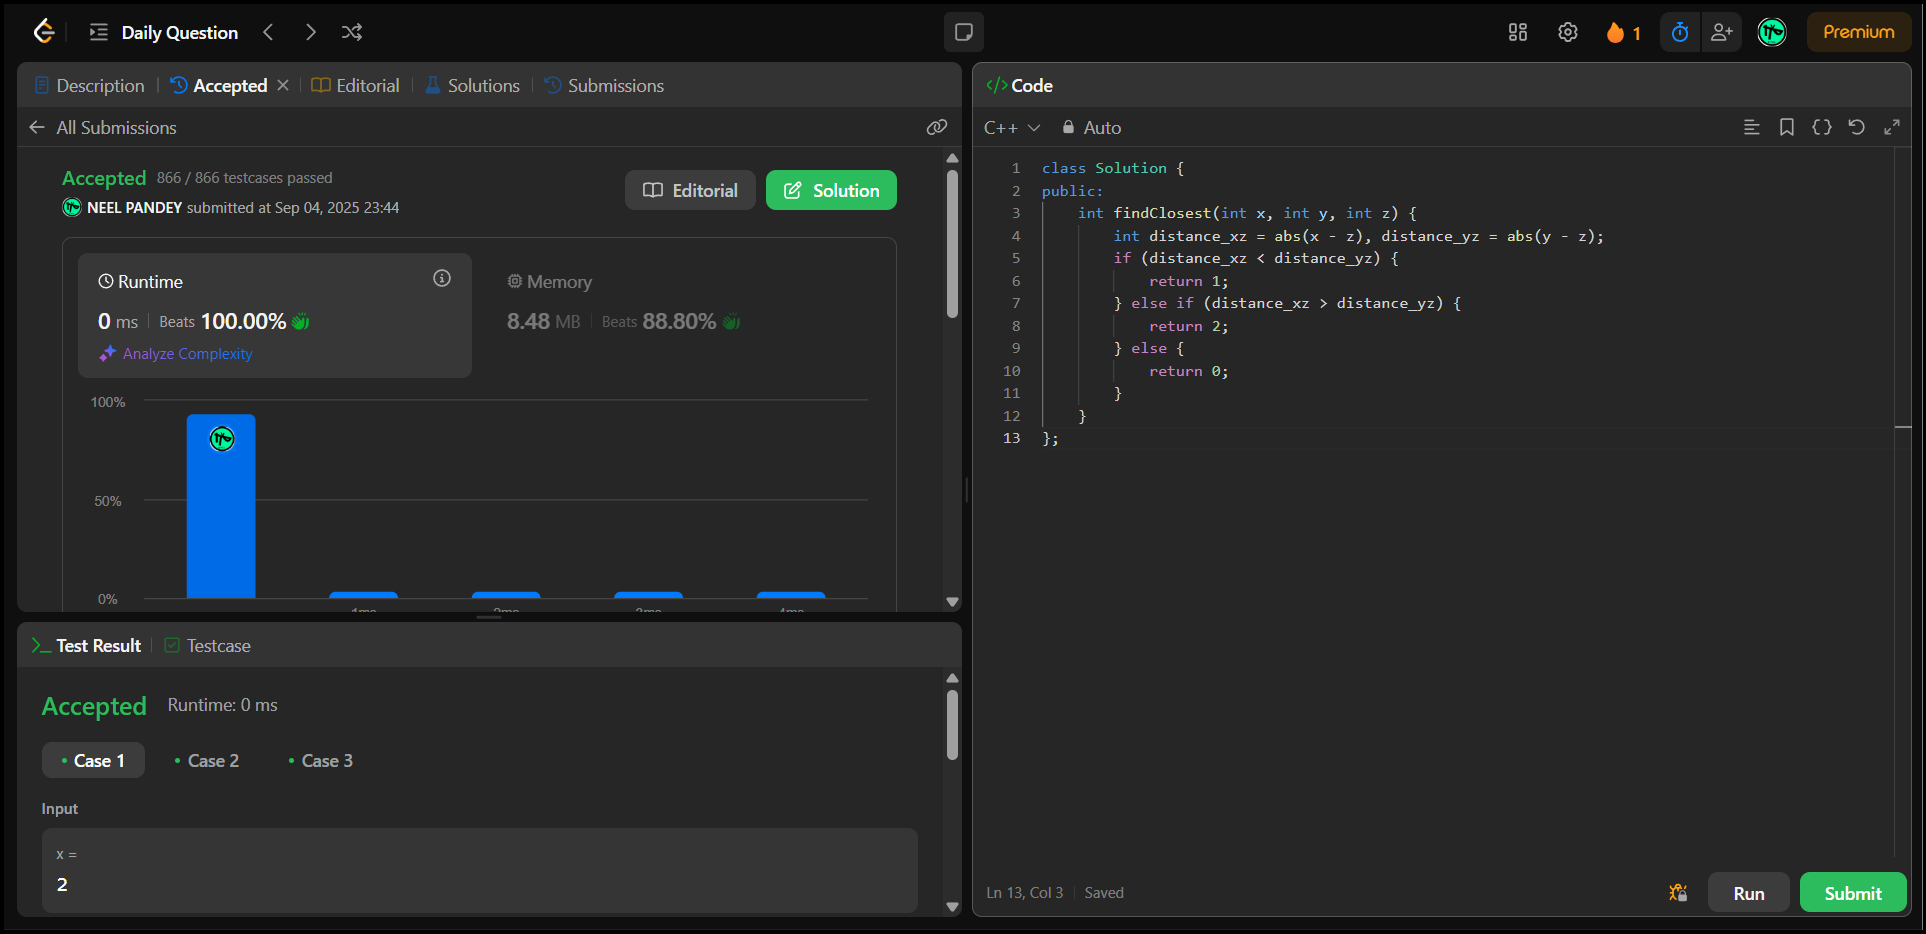 Daily Question
1
Premium
Description
Accepted
Editorial
Solutions
Submissions
All Submissions
Accepted 866 / 866 testcases passed
NEEL PANDEY submitted at Sep 04, 2025 23:44
Editorial
Solution
Runtime
0 ms Beats 100.00%
Analyze Complexity
Memory
8.48 MB Beats 88.80%
100%
50%
0%
1ms 2ms 3ms 4ms
Test Result
Testcase
Accepted Runtime: 0 ms
Case 1 Case 2 Case 3
Input
x =
2
</> Code
C++ Auto
1 class Solution {
2 public:
3 int findClosest(int x, int y, int z) {
4 int distance_xz = abs(x - z), distance_yz = abs(y - z);
5 if (distance_xz < distance_yz) {
6 return 1;
7 } else if (distance_xz > distance_yz) {
8 return 2;
9 } else {
10 return 0;
11 }
12 }
13 };
Ln 13, Col 3 Saved
Run
Submit